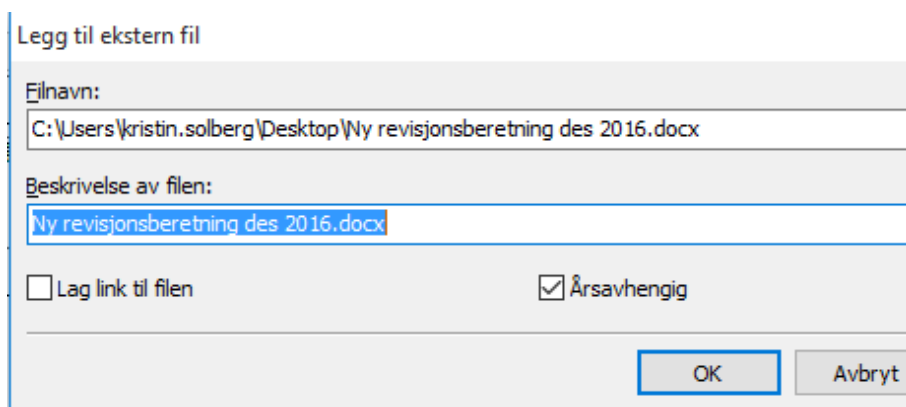 Legg til ekstern fil
Filnavn:
C:\Users\kristin.solberg\Desktop\Ny revisjonsberetning des 2016.docx
Beskrivelse av filen:
Ny revisjonsberetning des 2016.docx
Lag link til filen Årsavhengig
OK Avbryt